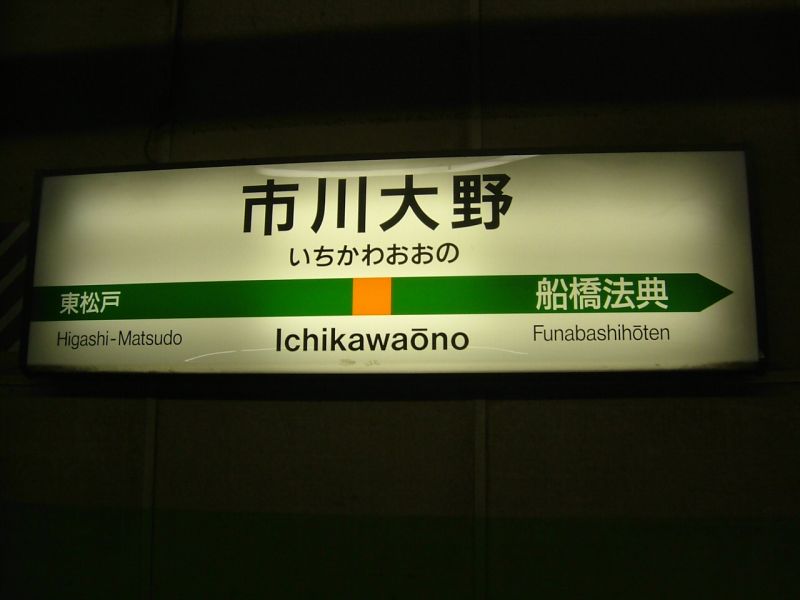 市川大野
いちかわおおの
東松戸 船橋法典
Higashi-Matsudo Ichikawaōno Funabashihōten